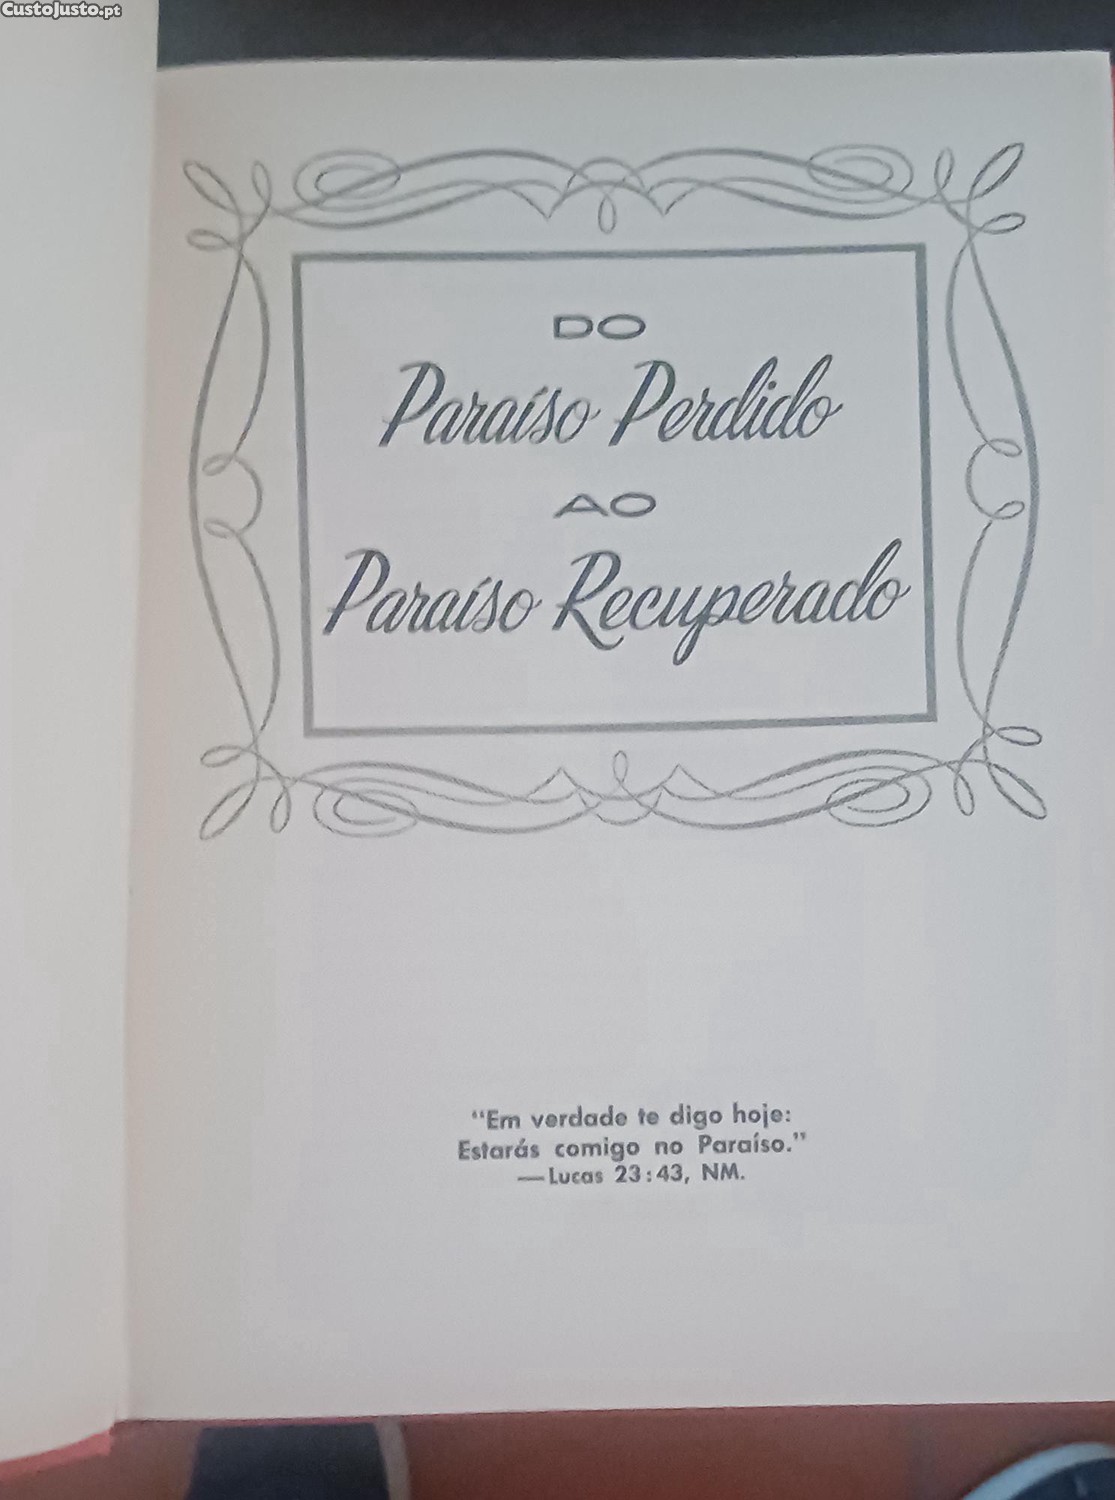 CustoJusto.pt
DO
Paraíso Perdido
AO
Paraíso Recuperado
"Em verdade te digo hoje:
Estarás comigo no Paraíso."
—Lucas 23:43, NM.